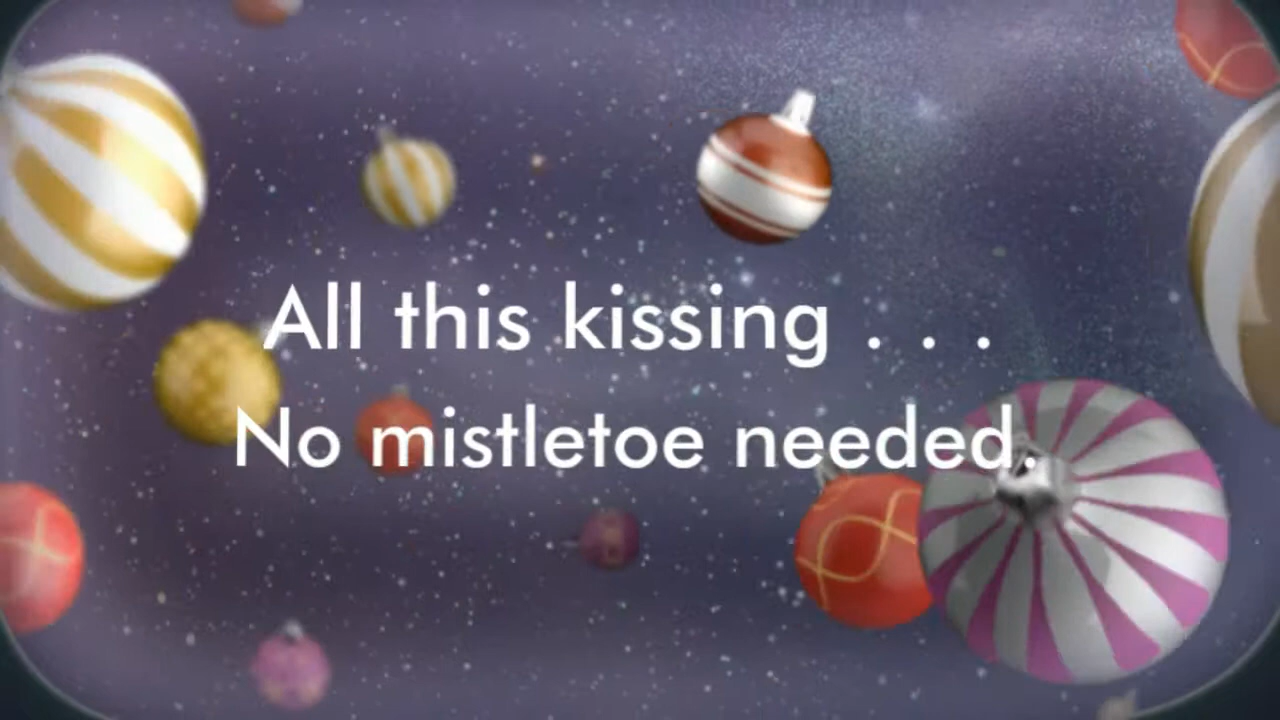 All this kissing . . .
No mistletoe needed.